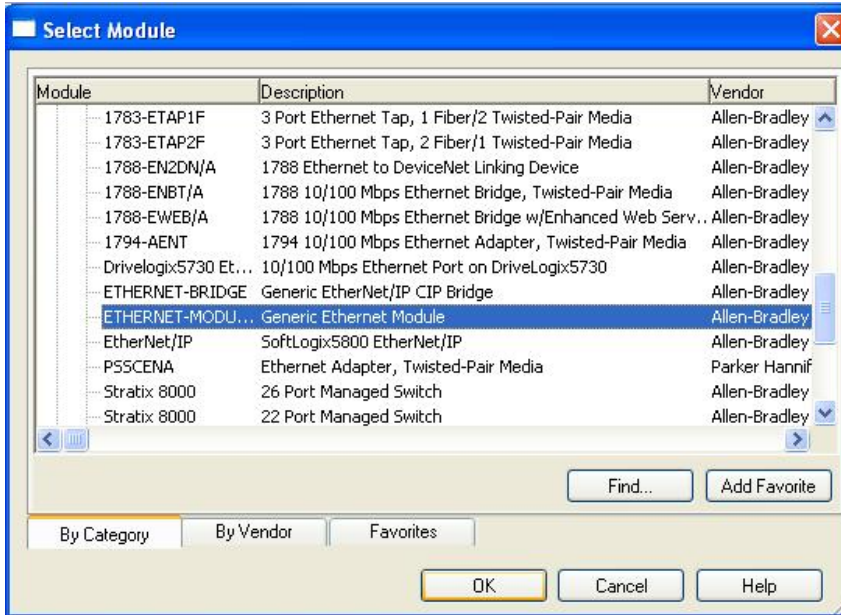 Select Module
Module Description Vendor
1783-ETAP1F 3 Port Ethernet Tap, 1 Fiber/2 Twisted-Pair Media Allen-Bradley
1783-ETAP2F 3 Port Ethernet Tap, 2 Fiber/1 Twisted-Pair Media Allen-Bradley
1788-EN2DN/A 1788 Ethernet to DeviceNet Linking Device Allen-Bradley
1788-ENBT/A 1788 10/100 Mbps Ethernet Bridge, Twisted-Pair Media Allen-Bradley
1788-EWEB/A 1788 10/100 Mbps Ethernet Bridge w/Enhanced Web Serv... Allen-Bradley
1794-AENT 1794 10/100 Mbps Ethernet Adapter, Twisted-Pair Media Allen-Bradley
Drivelogix5730 Et... 10/100 Mbps Ethernet Port on DriveLogix5730 Allen-Bradley
ETHERNET-BRIDGE Generic EtherNet/IP CIP Bridge Allen-Bradley
ETHERNET-MODU... Generic Ethernet Module Allen-Bradley
EtherNet/IP SoftLogix5800 EtherNet/IP Allen-Bradley
PSSCENA Ethernet Adapter, Twisted-Pair Media Parker Hannif
Stratix 8000 26 Port Managed Switch Allen-Bradley
Stratix 8000 22 Port Managed Switch Allen-Bradley
Find... Add Favorite
By Category By Vendor Favorites
OK Cancel Help